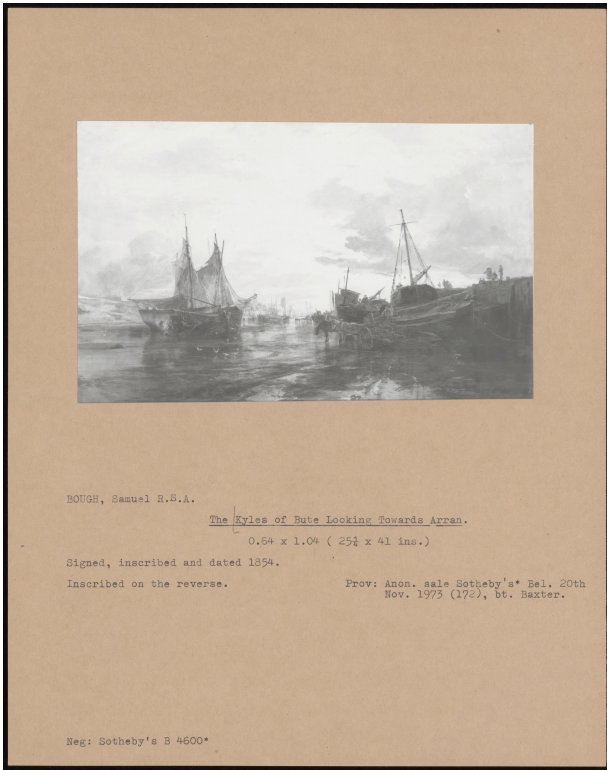 BOUGH, Samuel R.S.A.
The Kyles of Bute Looking Towards Arran.
0.64 x 1.04 ( 25¼ x 41 ins.)
Signed, inscribed and dated 1854.
Inscribed on the reverse.
Prov: Anon. sale Sotheby's* Bel. 20th
Nov. 1973 (172), bt. Baxter.
Neg: Sotheby's B 4600*